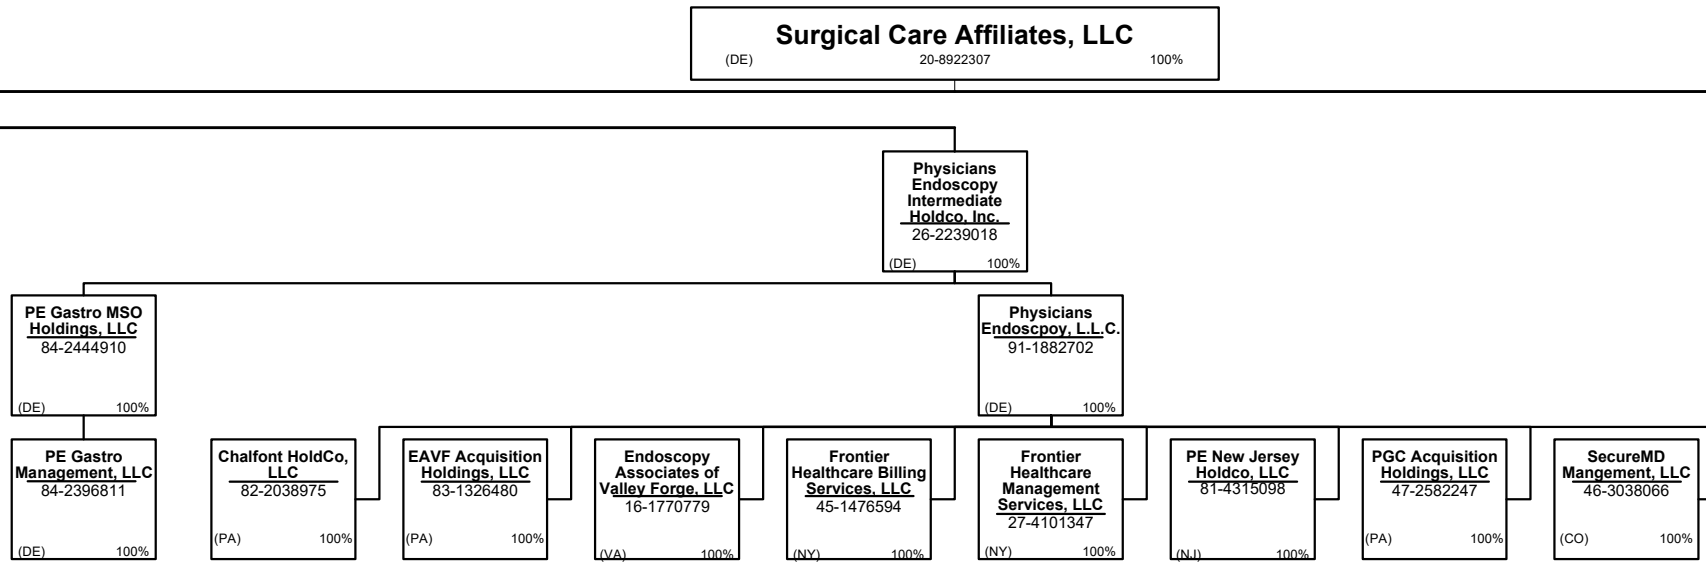 Surgical Care Affiliates, LLC
(DE) 20-8922307 100%
Physicians
Endoscopy
Intermediate
Holdco, Inc.
26-2239018
(DE) 100%
PE Gastro MSO
Holdings, LLC
84-2444910
(DE) 100%
Physicians
Endoscpoy, L.L.C.
91-1882702
(DE) 100%
PE Gastro
Management, LLC
84-2396811
(DE) 100%
Chalfont HoldCo,
LLC
82-2038975
(PA) 100%
EAVF Acquisition
Holdings, LLC
83-1326480
(PA) 100%
Endoscopy
Associates of
Valley Forge, LLC
16-1770779
(VA) 100%
Frontier
Healthcare Billing
Services, LLC
45-1476594
(NY) 100%
Frontier
Healthcare
Management
Services, LLC
27-4101347
(NY) 100%
PE New Jersey
Holdco, LLC
81-4315098
(NJ) 100%
PGC Acquisition
Holdings, LLC
47-2582247
(PA) 100%
SecureMD
Mangement, LLC
46-3038066
(CO) 100%